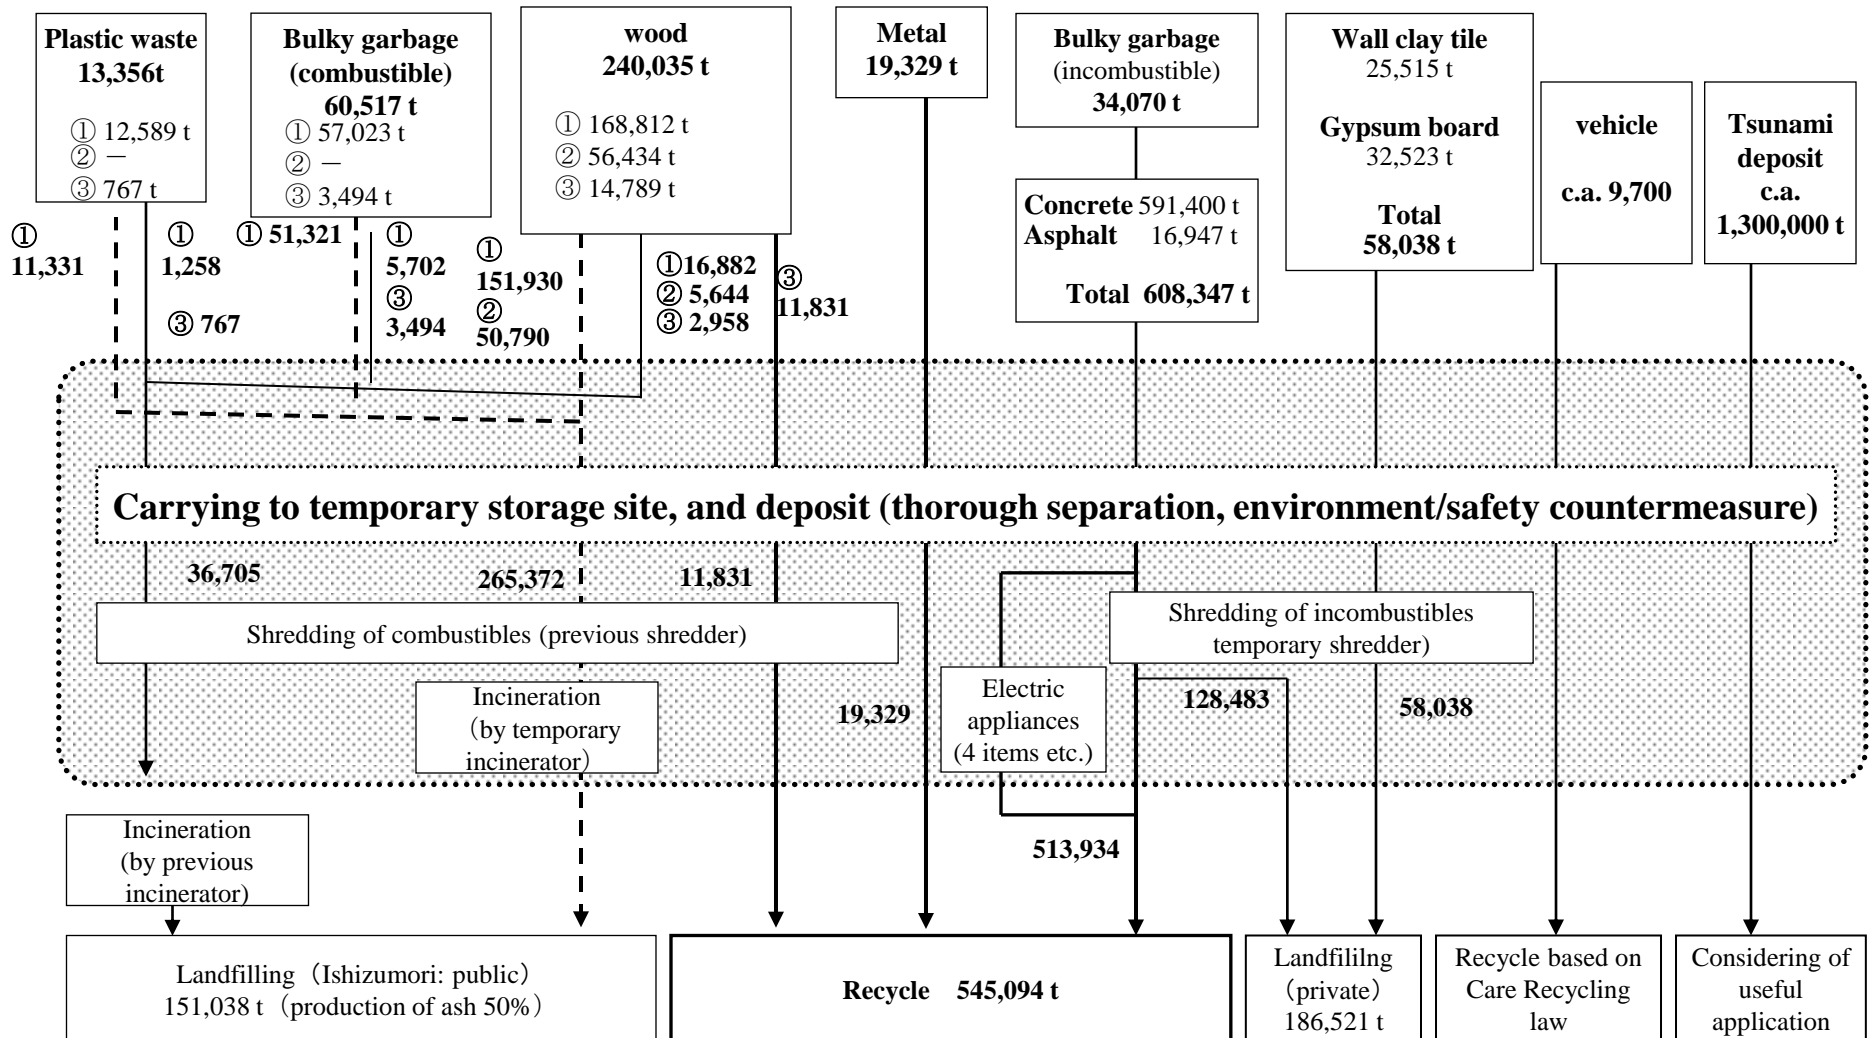 Plastic waste
13,356t
① 12,589 t
② －
③ 767 t
Bulky garbage
(combustible)
60,517 t
① 57,023 t
② －
③ 3,494 t
wood
240,035 t
① 168,812 t
② 56,434 t
③ 14,789 t
Metal
19,329 t
Bulky garbage
(incombustible)
34,070 t
Concrete 591,400 t
Asphalt 16,947 t
Total 608,347 t
Wall clay tile
25,515 t
Gypsum board
32,523 t
Total
58,038 t
vehicle
c.a. 9,700
Tsunami
deposit
c.a.
1,300,000 t
①
11,331
①
1,258
③ 767
① 51,321
①
5,702
③
3,494
①
151,930
②
50,790
①16,882
② 5,644
③ 2,958
③
11,831
Carrying to temporary storage site, and deposit (thorough separation, environment/safety countermeasure)
36,705
265,372
11,831
Shredding of combustibles (previous shredder)
Shredding of incombustibles
temporary shredder)
Incineration
（by temporary
incinerator）
19,329
Electric
appliances
(4 items etc.)
128,483
58,038
Incineration
(by previous
incinerator)
513,934
Landfilling（Ishizumori: public）
151,038 t（production of ash 50%）
Recycle 545,094 t
Landfililng
（private）
186,521 t
Recycle based on
Care Recycling
law
Considering of
useful
application